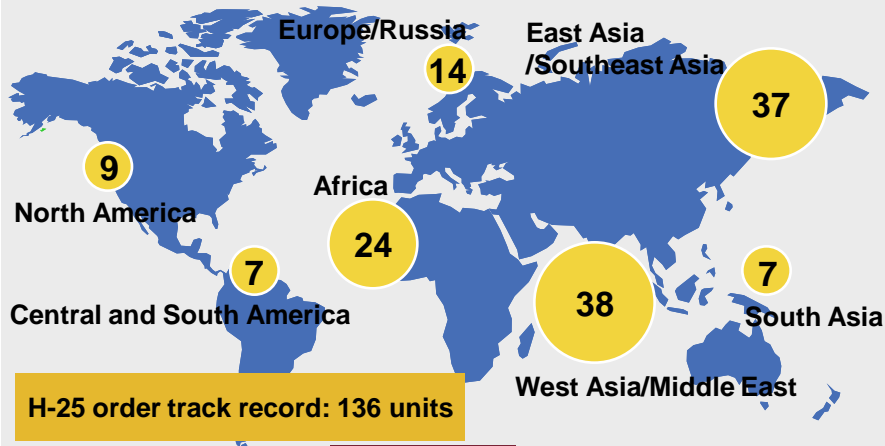 Europe/Russia
14
East Asia
/Southeast Asia
37
9
North America
Africa
24
7
Central and South America
38
West Asia/Middle East
7
South Asia
H-25 order track record: 136 units